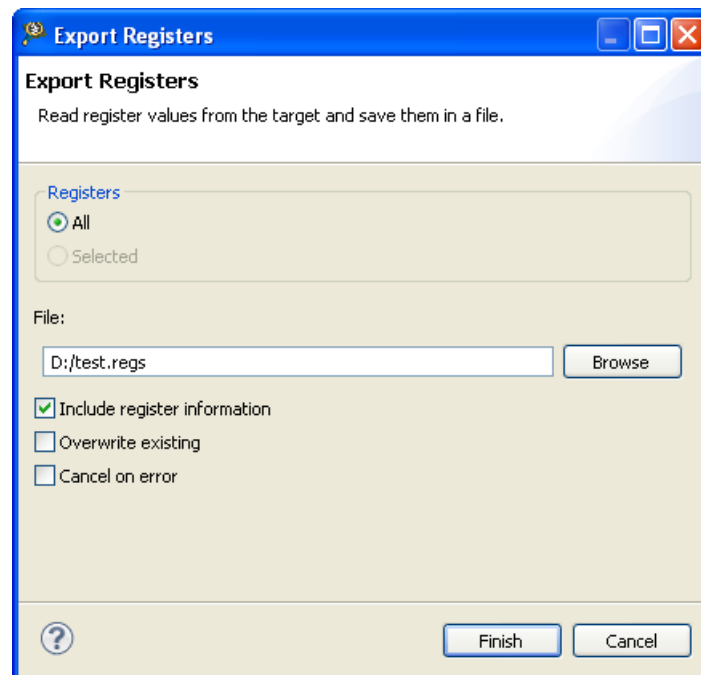 Export Registers
Export Registers
Read register values from the target and save them in a file.
Registers
All
Selected
File:
D:/test.regs
Browse
Include register information
Overwrite existing
Cancel on error
?
Finish
Cancel